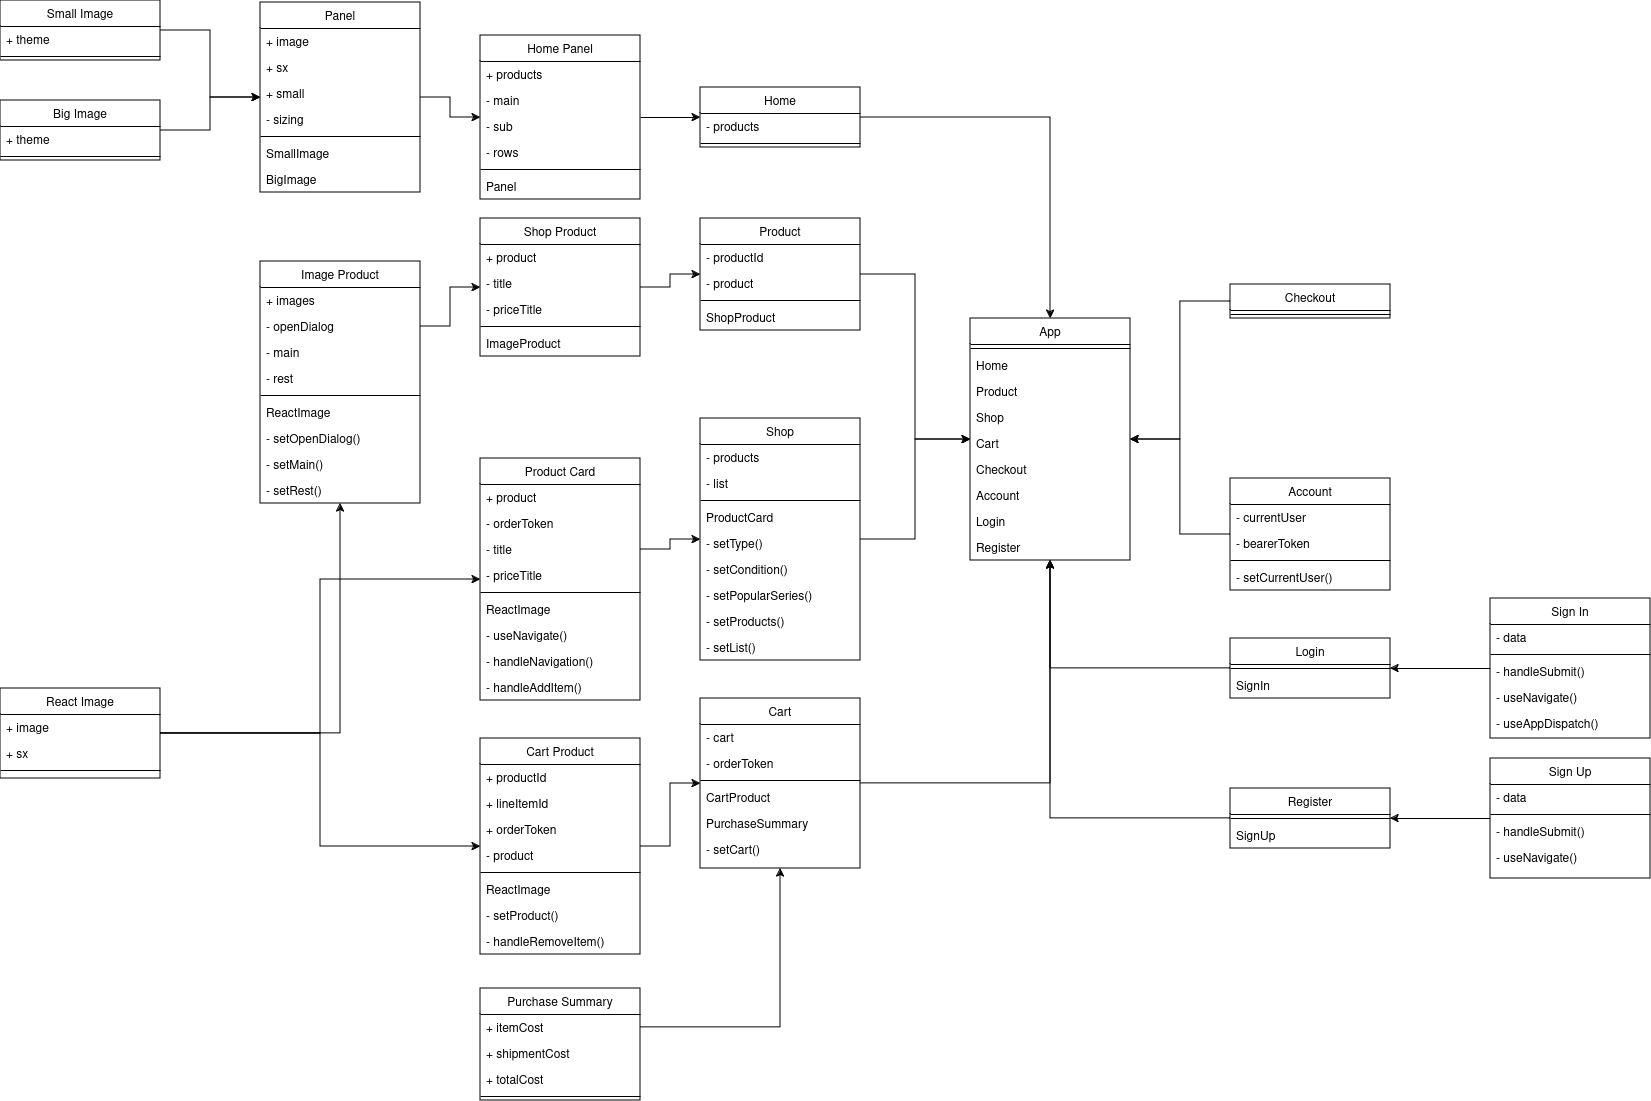 Small Image
+ theme
Big Image
+ theme
Panel
+ image
+ sx
+ small
- sizing
SmallImage
BigImage
Home Panel
+ products
- main
- sub
- rows
Panel
Home
- products
Image Product
+ images
- openDialog
- main
- rest
ReactImage
- setOpenDialog()
- setMain()
- setRest()
Shop Product
+ product
- title
- priceTitle
ImageProduct
Product
- productId
- product
ShopProduct
Product Card
+ product
- orderToken
- title
- priceTitle
ReactImage
- useNavigate()
- handleNavigation()
- handleAddItem()
Shop
- products
- list
ProductCard
- setType()
- setCondition()
- setPopularSeries()
- setProducts()
- setList()
App
Home
Product
Shop
Cart
Checkout
Account
Login
Register
Checkout
Account
- currentUser
- bearerToken
- setCurrentUser()
Login
SignIn
Sign In
- data
- handleSubmit()
- useNavigate()
- useAppDispatch()
Register
SignUp
Sign Up
- data
- handleSubmit()
- useNavigate()
React Image
+ image
+ sx
Cart Product
+ productId
+ lineItemId
+ orderToken
- product
ReactImage
- setProduct()
- handleRemoveItem()
Cart
- cart
- orderToken
CartProduct
PurchaseSummary
- setCart()
Purchase Summary
+ itemCost
+ shipmentCost
+ totalCost